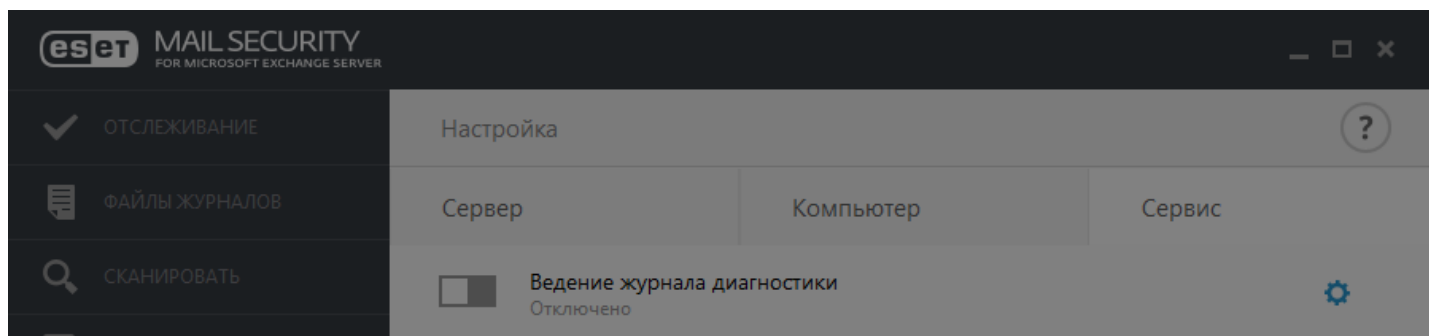 eset MAIL SECURITY
FOR MICROSOFT EXCHANGE SERVER
ОТСЛЕЖИВАНИЕ
Настройка
?
ФАЙЛЫ ЖУРНАЛОВ
Сервер
Компьютер
Сервис
СКАНИРОВАТЬ
Ведение журнала диагностики
Отключено